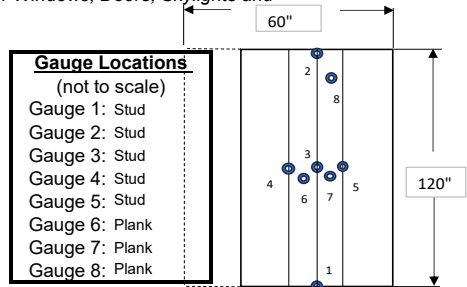 Windows, Doors, Skylights and
60"
Gauge Locations
(not to scale)
Gauge 1: Stud
Gauge 2: Stud
Gauge 3: Stud
Gauge 4: Stud
Gauge 5: Stud
Gauge 6: Plank
Gauge 7: Plank
Gauge 8: Plank
2
8
3
4
5
6
7
120"
1